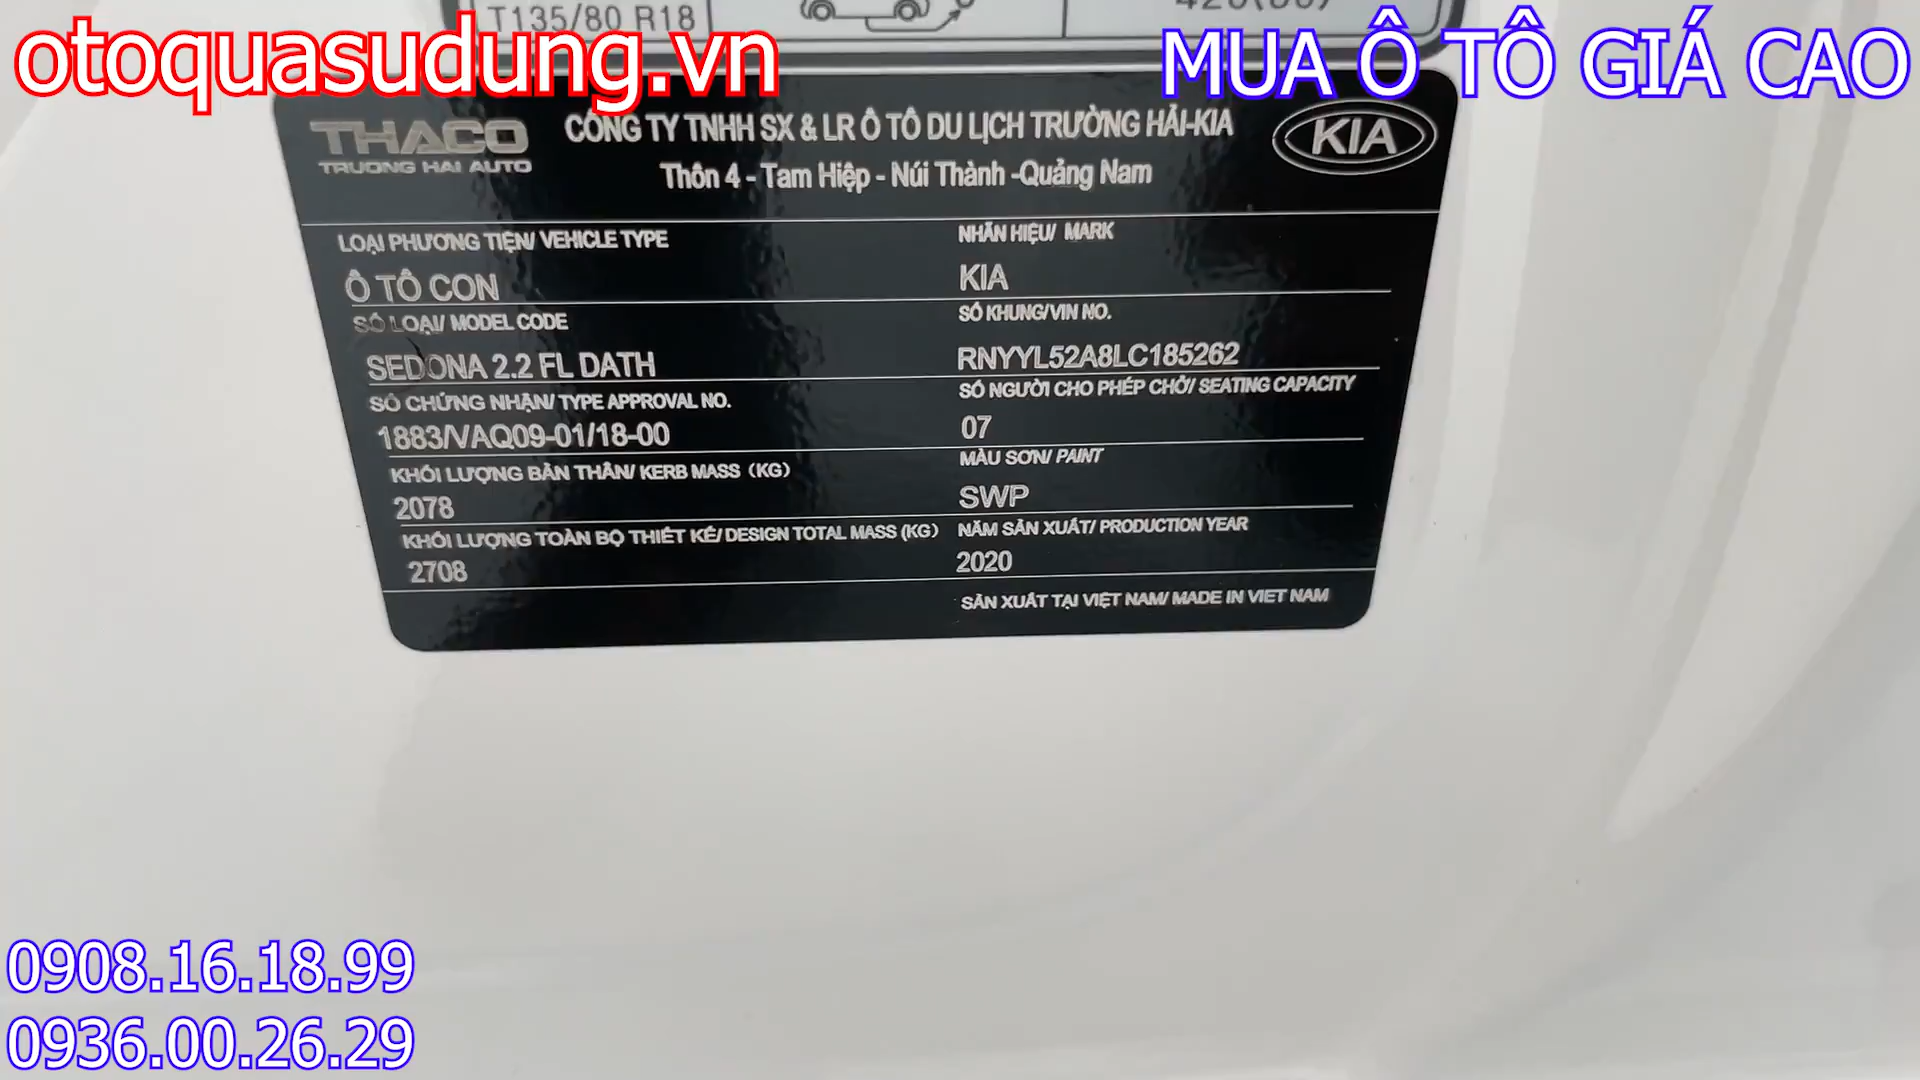 T135/80 R18
otoquasudung.vn
MUA Ô TÔ GIÁ CAO
THACO
TRUONG HAI AUTO
CÔNG TY TNHH SX & LR Ô TÔ DU LỊCH TRƯỜNG HẢI-KIA
Thôn 4 - Tam Hiệp - Núi Thành -Quảng Nam
KIA
LOẠI PHƯƠNG TIỆN/ VEHICLE TYPE
NHÃN HIỆU/ MARK
Ô TÔ CON
KIA
SỐ LOẠI/ MODEL CODE
SỐ KHUNG/VIN NO.
SEDONA 2.2 FL DATH
RNYYL52A8LC185262
SỐ CHỨNG NHẬN/ TYPE APPROVAL NO.
SỐ NGƯỜI CHO PHÉP CHỞ/ SEATING CAPACITY
1883/VAQ09-01/18-00
07
KHỐI LƯỢNG BẢN THÂN/ KERB MASS (KG)
MÀU SƠN/ PAINT
2078
SWP
KHỐI LƯỢNG TOÀN BỘ THIẾT KẾ/ DESIGN TOTAL MASS (KG)
NĂM SẢN XUẤT/ PRODUCTION YEAR
2708
2020
SẢN XUẤT TẠI VIỆT NAM/ MADE IN VIET NAM
0908.16.18.99
0936.00.26.29